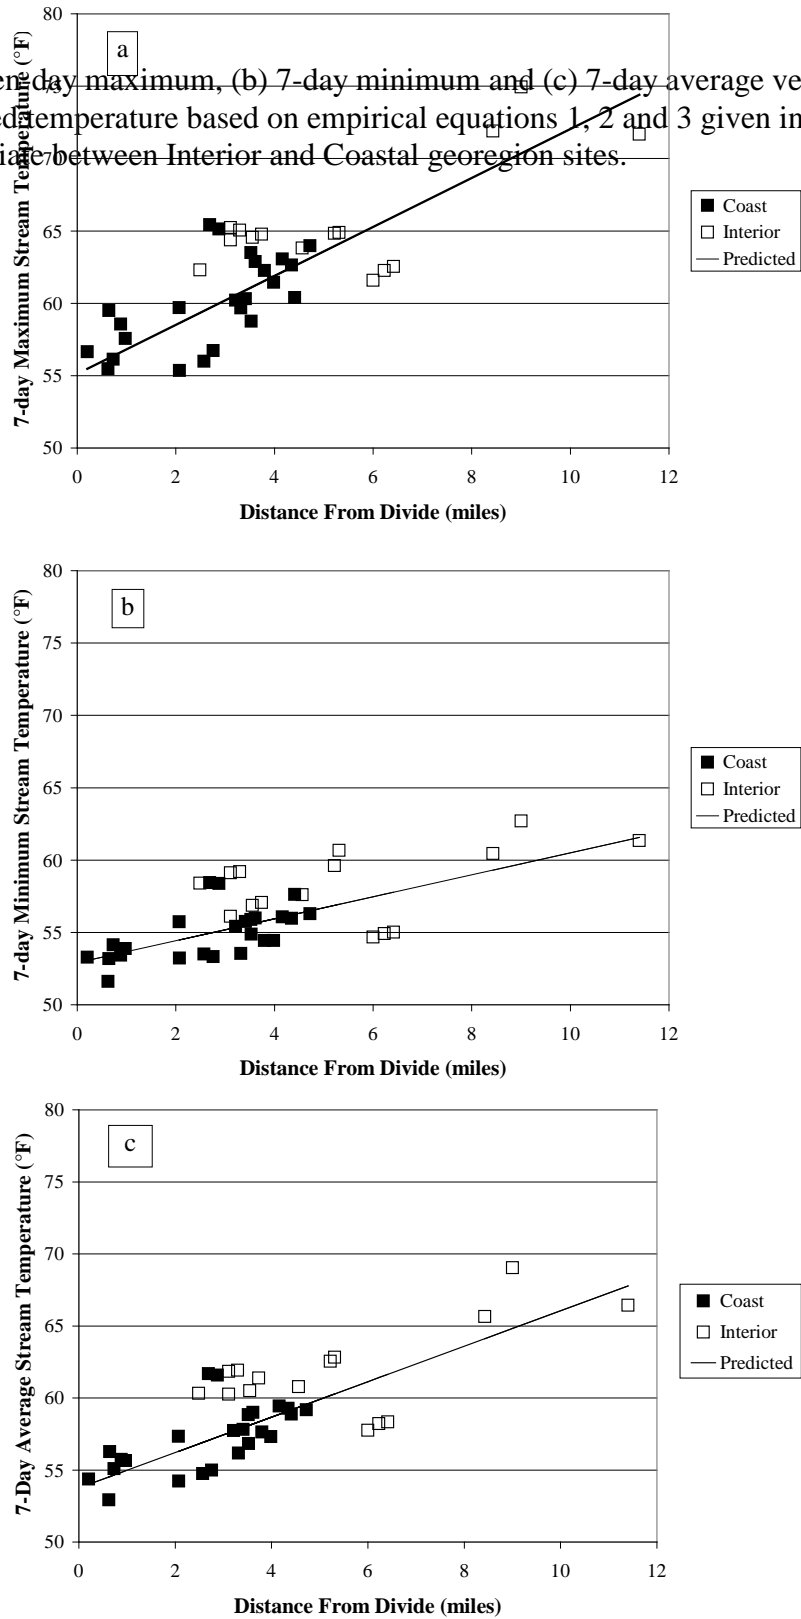 80
a
en-day maximum, (b) 7-day minimum and (c) 7-day average ve
75
ed temperature based on empirical equations 1, 2 and 3 given in
between Interior and Coastal georegion sites.
70
65
60
55
50
7-day Maximum Stream Temperature (°F)
0 2 4 6 8 10 12
Distance From Divide (miles)
Coast
Interior
Predicted
80
b
75
70
65
60
55
50
7-day Minimum Stream Temperature (°F)
0 2 4 6 8 10 12
Distance From Divide (miles)
Coast
Interior
Predicted
80
c
75
70
65
60
55
50
7-Day Average Stream Temperature (°F)
0 2 4 6 8 10 12
Distance From Divide (miles)
Coast
Interior
Predicted